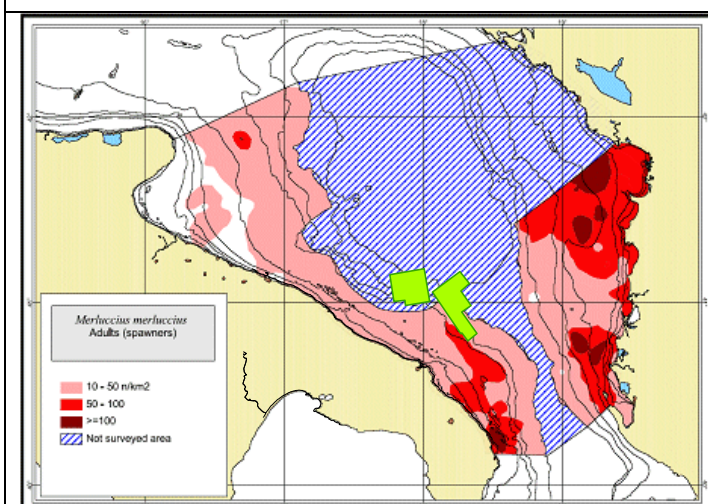 Merluccius merluccius
Adults (spawners)
10 - 50 n/km2
50 - 100
>=100
Not surveyed area